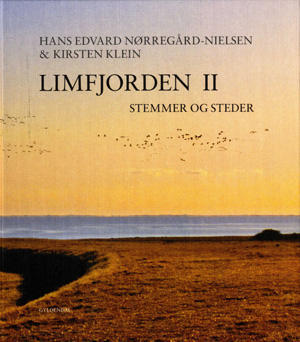 HANS EDVARD NØRREGÅRD-NIELSEN
& KIRSTEN KLEIN
LIMFJORDEN II
STEMMER OG STEDER
GYLDENDAL